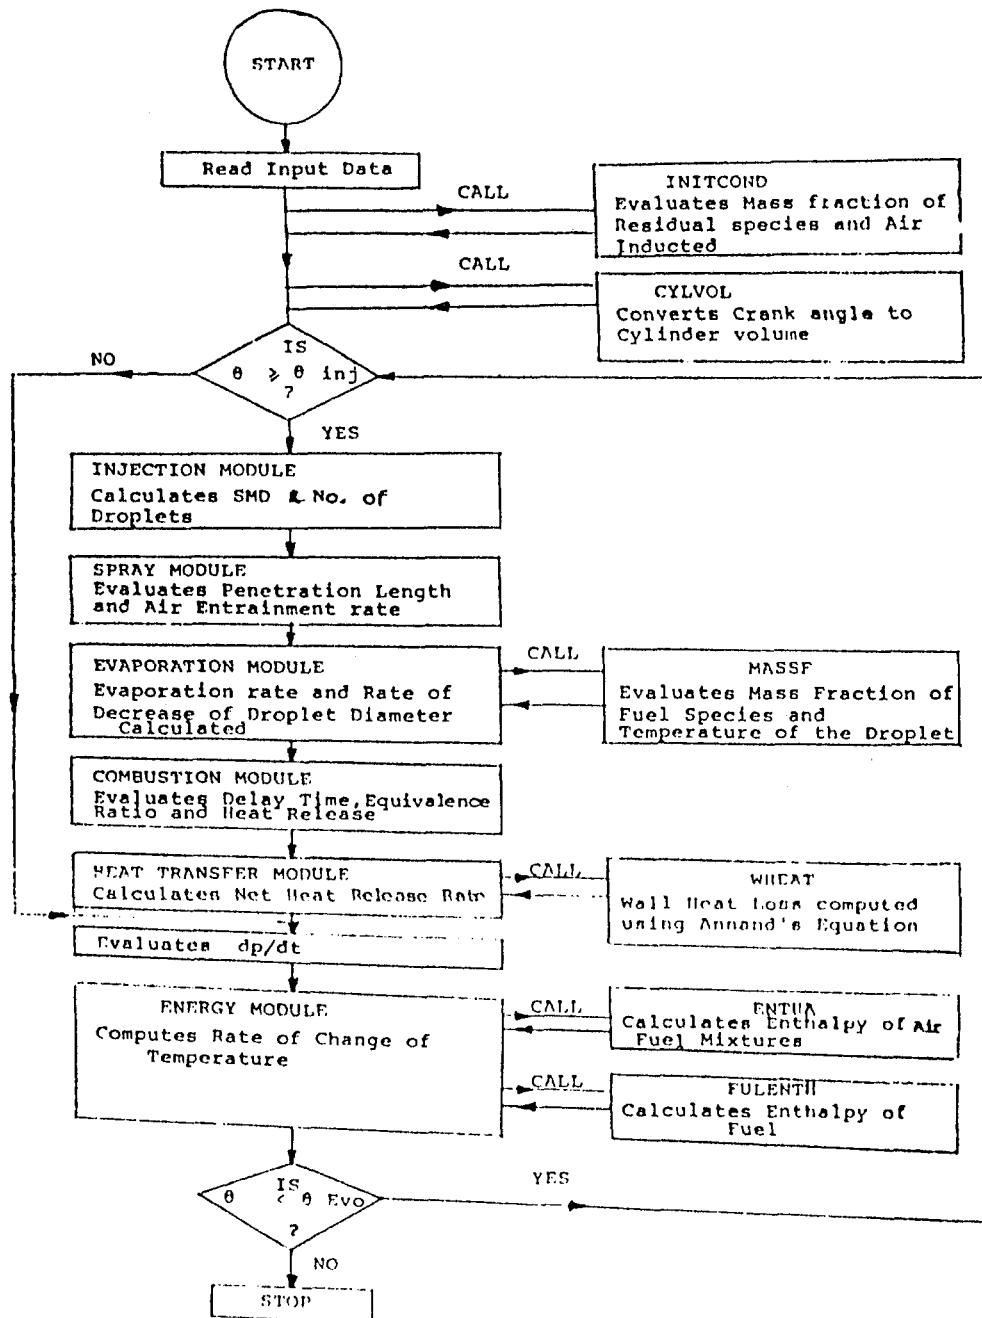 START
Read Input Data
CALL
INITCOND
Evaluates Mass fraction of
Residual species and Air
Inducted
CALL
CYLVOL
Converts Crank angle to
Cylinder volume
IS
θ ≥ θ inj
?
NO
YES
INJECTION MODULE
Calculates SMD & No. of
Droplets
SPRAY MODULE
Evaluates Penetration Length
and Air Entrainment rate
EVAPORATION MODULE
Evaporation rate and Rate of
Decrease of Droplet Diameter
Calculated
CALL
MASSF
Evaluates Mass Fraction of
Fuel Species and
Temperature of the Droplet
COMBUSTION MODULE
Evaluates Delay Time, Equivalence
Ratio and Heat Release
HEAT TRANSFER MODULE
Calculates Net Heat Release Rate
CALL
WHEAT
Wall Heat Loss computed
using Annand's Equation
Evaluates dp/dt
ENERGY MODULE
Computes Rate of Change of
Temperature
CALL
ENTHA
Calculates Enthalpy of Air
Fuel Mixtures
CALL
FULENTH
Calculates Enthalpy of
Fuel
IS
θ < θ Evo
?
YES
NO
STOP